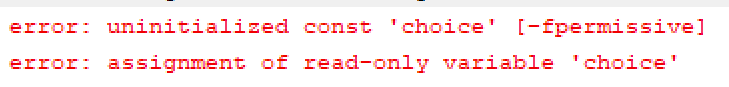 error: uninitialized const 'choice' [-fpermissive]
error: assignment of read-only variable 'choice'